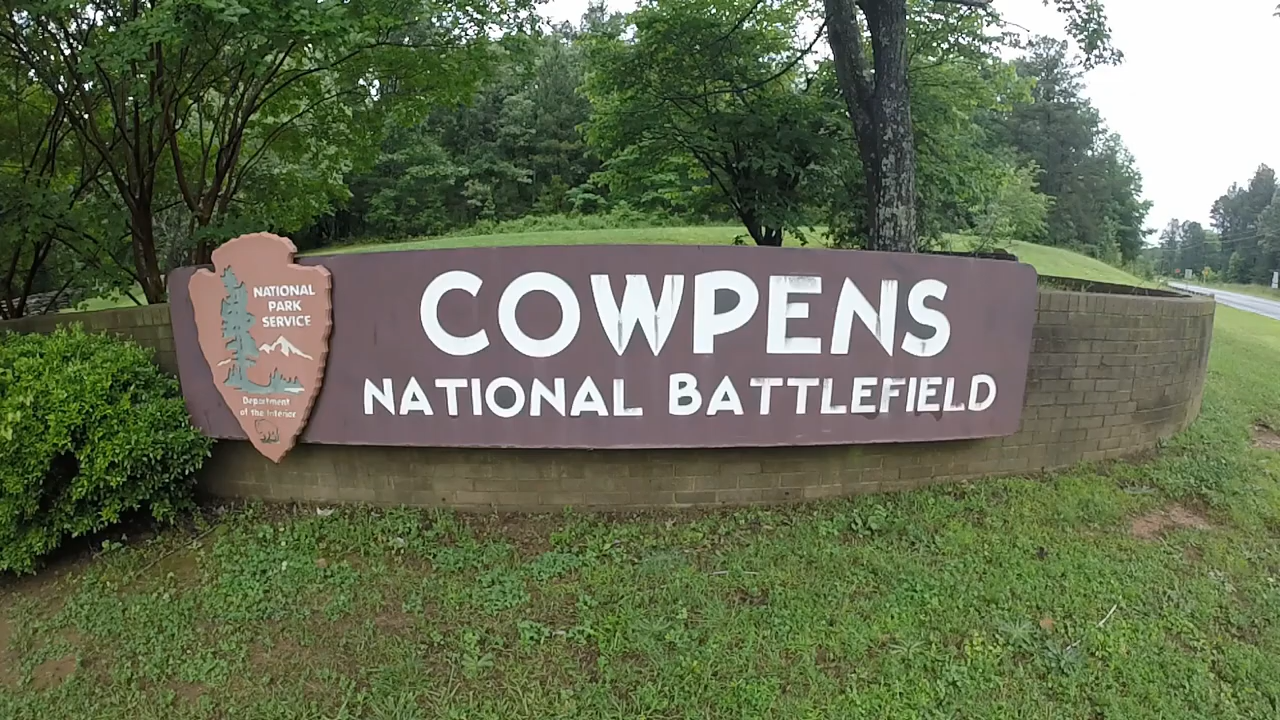 NATIONAL
PARK
SERVICE
Department
of the Interior
COWPENS
NATIONAL BATTLEFIELD